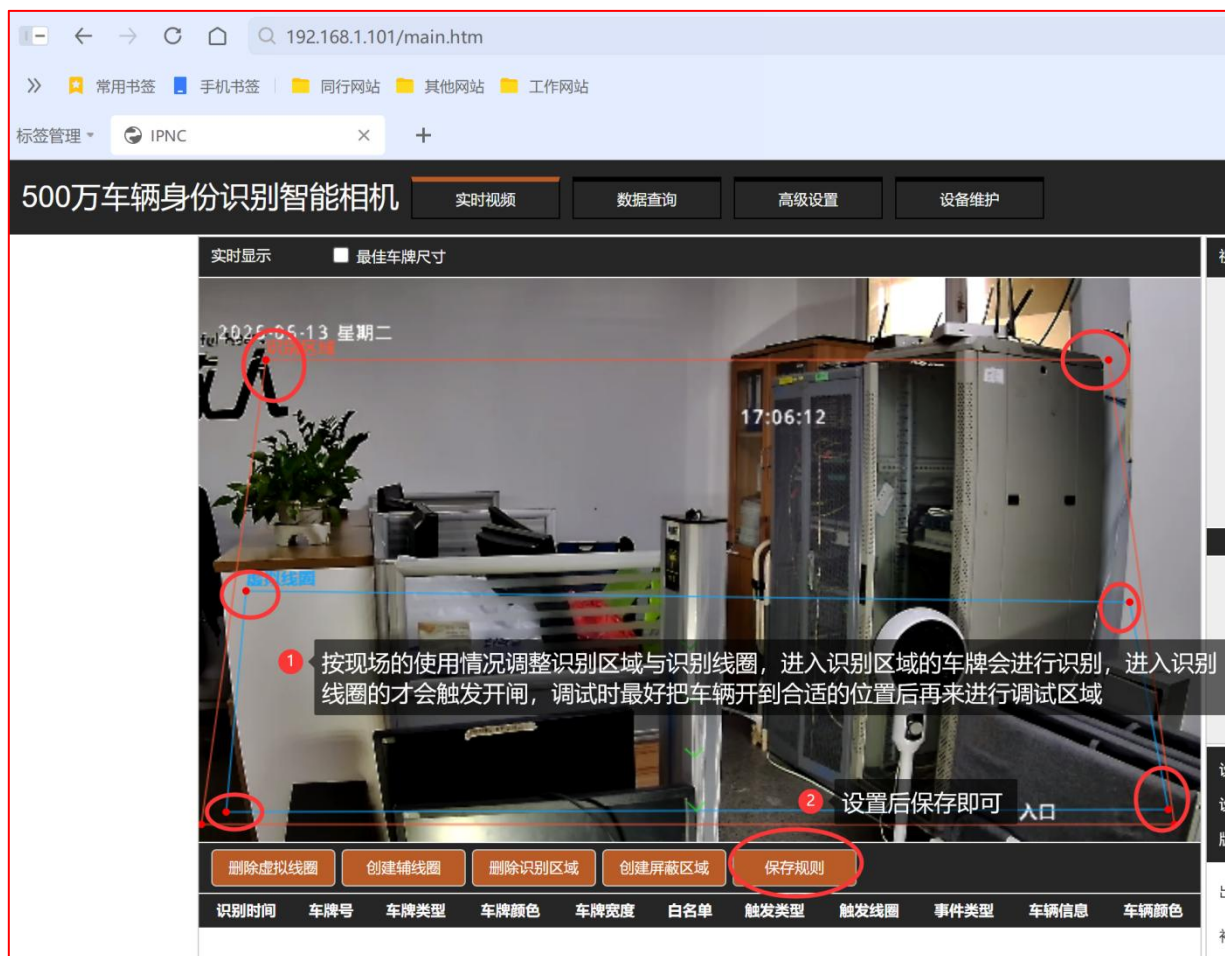 192.168.1.101/main.htm
常用书签 手机书签 同行网站 其他网站 工作网站
标签管理 IPNC
500万车辆身份识别智能相机 实时视频 数据查询 高级设置 设备维护
实时显示 最佳车牌尺寸
星期二
识别区域
17:06:12
虚拟线圈
1 按现场的使用情况调整识别区域与识别线圈，进入识别区域的车牌会进行识别，进入识别
线圈的才会触发开闸，调试时最好把车辆开到合适的位置后再来进行调试区域
2 设置后保存即可
入口
删除虚拟线圈 创建辅线圈 删除识别区域 创建屏蔽区域 保存规则
识别时间 车牌号 车牌类型 车牌颜色 车牌宽度 白名单 触发类型 触发线圈 事件类型 车辆信息 车辆颜色